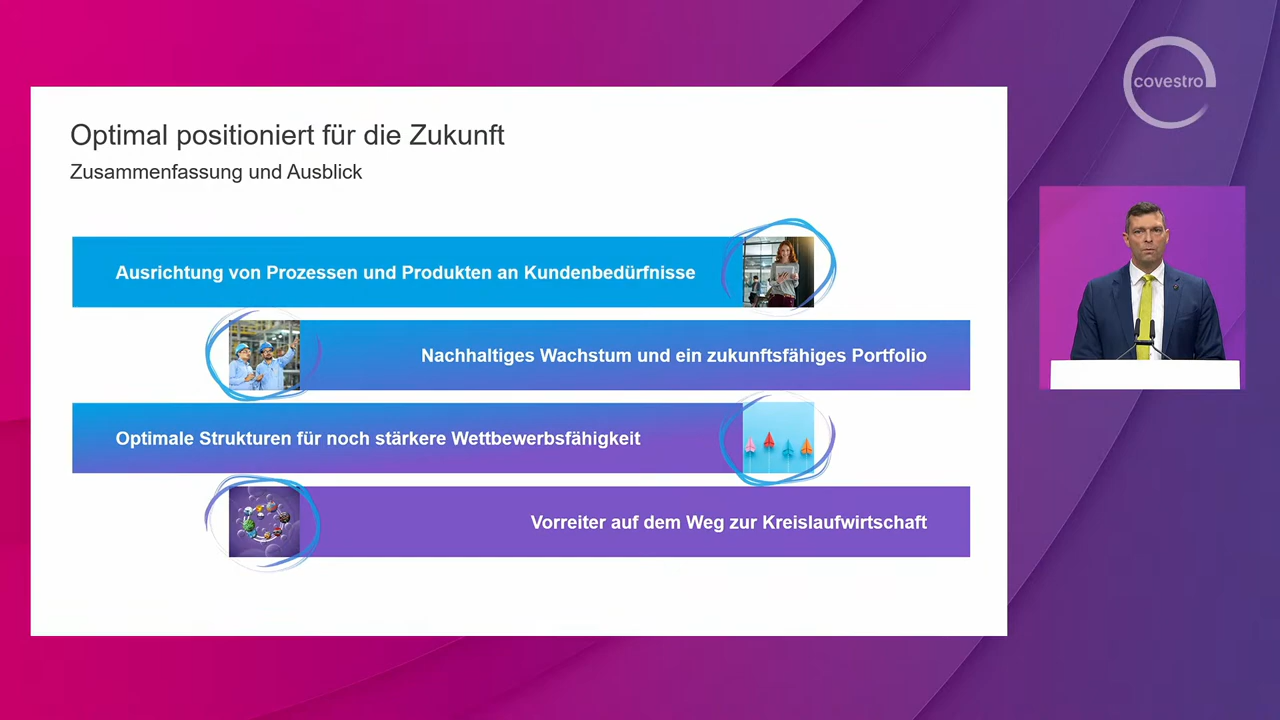 covestro
Optimal positioniert für die Zukunft
Zusammenfassung und Ausblick
Ausrichtung von Prozessen und Produkten an Kundenbedürfnisse
Nachhaltiges Wachstum und ein zukunftsfähiges Portfolio
Optimale Strukturen für noch stärkere Wettbewerbsfähigkeit
Vorreiter auf dem Weg zur Kreislaufwirtschaft